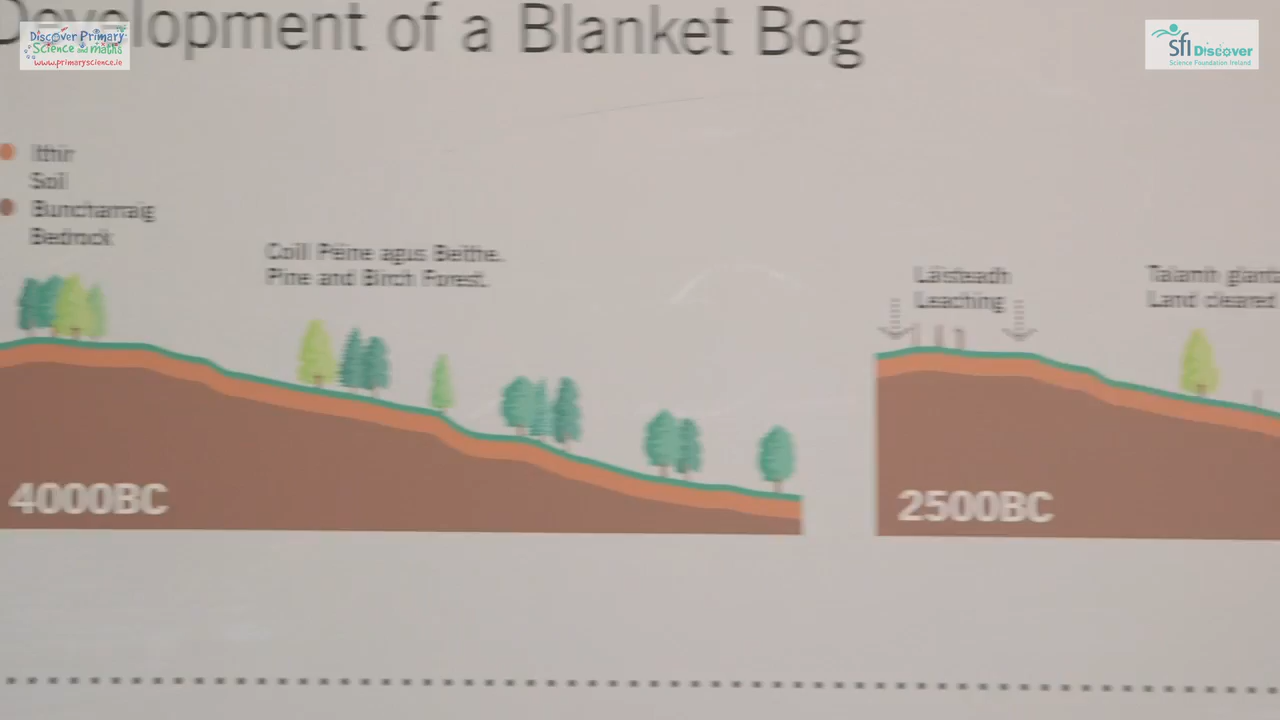 Development of a Blanket Bog
Discover Primary
Science and maths
www.primaryscience.ie
sfi Discover
Science Foundation Ireland
Ithir
Soil
Buncharraig
Bedrock
Coill Péine agus Beithe.
Pine and Birch Forest.
Láisteadh
Leaching
Talamh
Land cleared
4000BC
2500BC